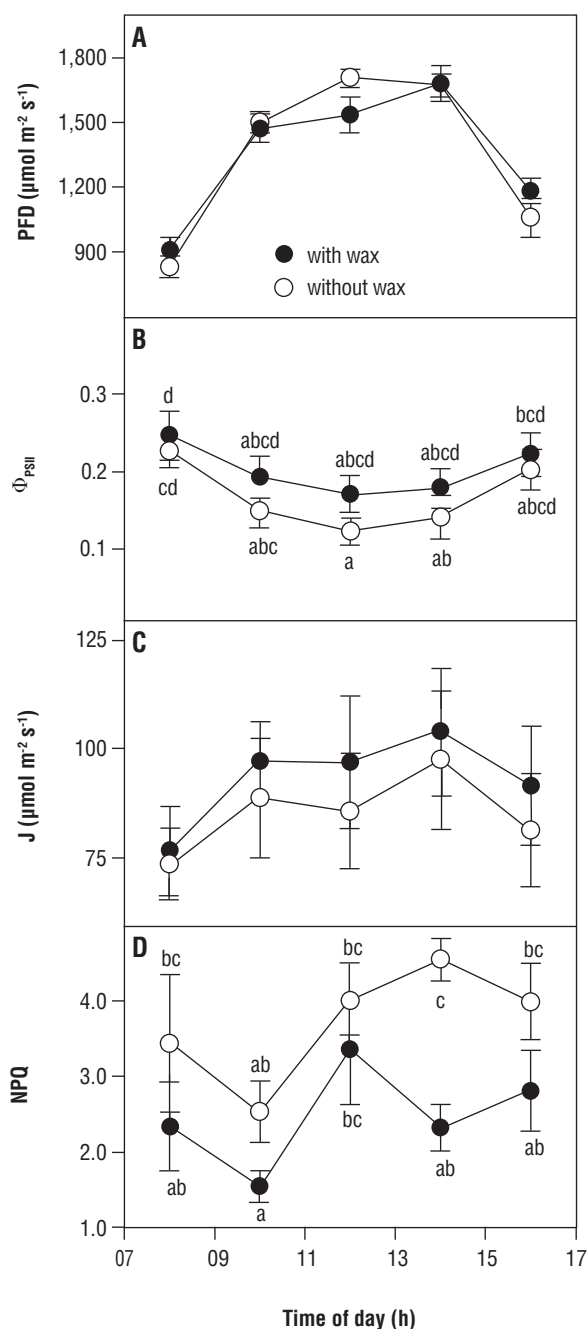 A
1,800
1,500
1,200
900
PFD (µmol m⁻² s⁻¹)
with wax
without wax
B
0.3
0.2
0.1
ΦPSII
d
abcd
abcd
abcd
bcd
cd
abc
a
ab
abcd
C
125
100
75
J (µmol m⁻² s⁻¹)
D
4.0
3.0
2.0
1.0
NPQ
bc
ab
bc
c
bc
ab
a
bc
ab
ab
07 09 11 13 15 17
Time of day (h)